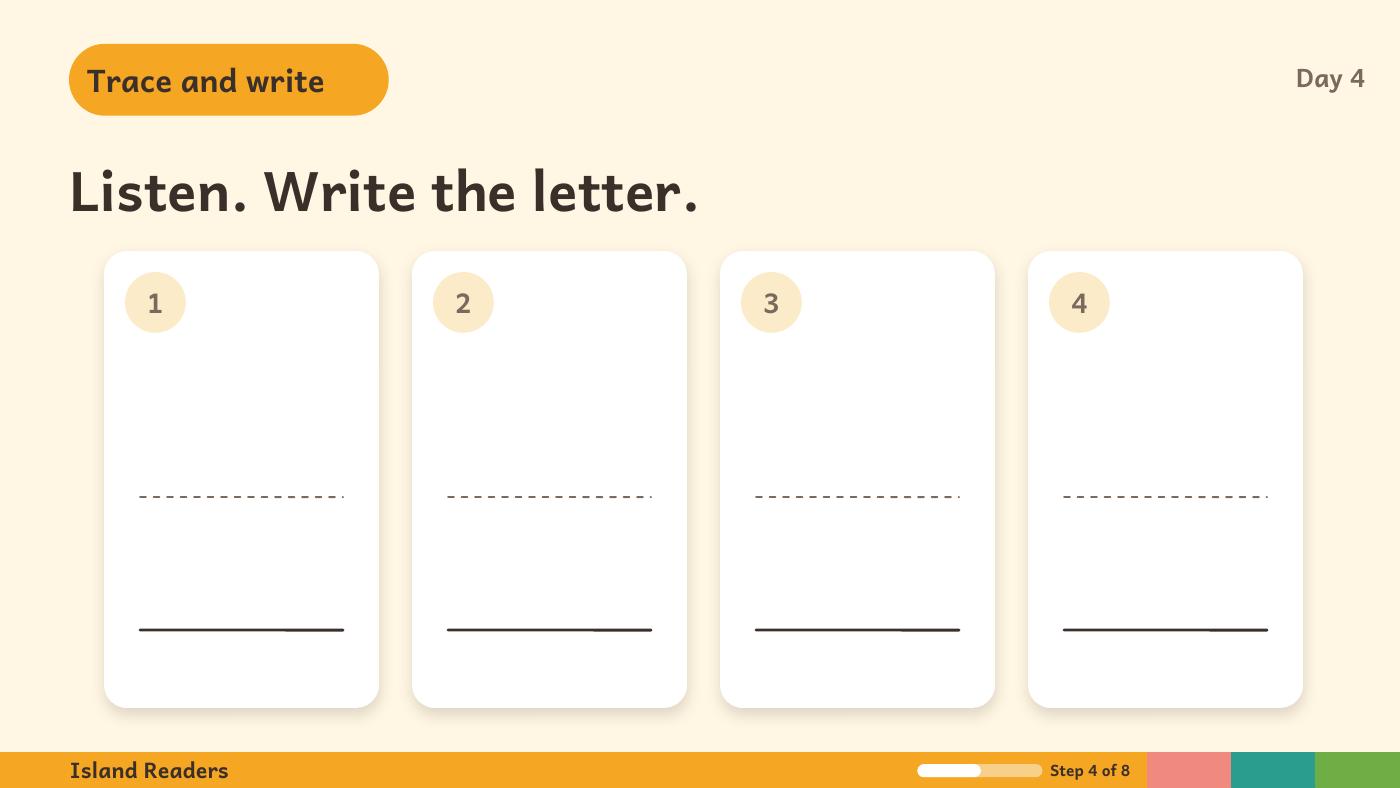 Trace and write
Day 4
Listen. Write the letter.
1
2
3
4
Island Readers
Step 4 of 8